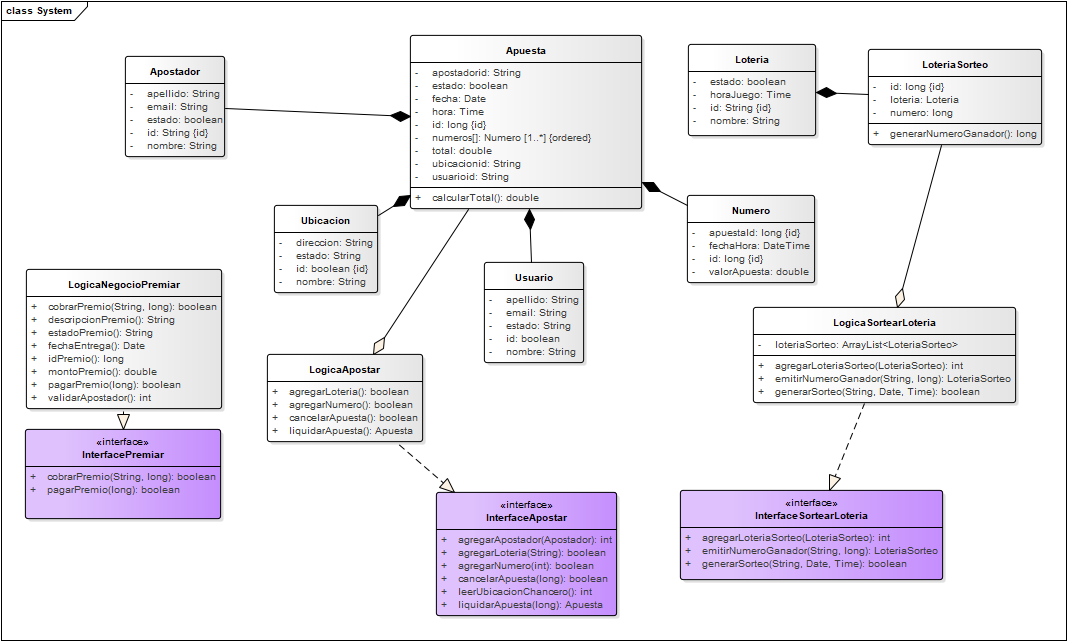 class System
Apostador
- apellido: String
- email: String
- estado: boolean
- id: String {id}
- nombre: String
Apuesta
- apostadorid: String
- estado: boolean
- fecha: Date
- hora: Time
- id: long {id}
- numeros[]: Numero [1..*] {ordered}
- total: double
- ubicacionid: String
- usuarioid: String
+ calcularTotal(): double
Loteria
- estado: boolean
- horaJuego: Time
- id: String {id}
- nombre: String
LoteriaSorteo
- id: long {id}
- loteria: Loteria
- numero: long
+ generarNumeroGanador(): long
Ubicacion
- direccion: String
- estado: String
- id: boolean {id}
- nombre: String
Usuario
- apellido: String
- email: String
- estado: String
- id: boolean
- nombre: String
Numero
- apuestaId: long {id}
- fechaHora: DateTime
- id: long {id}
- valorApuesta: double
LogicaNegocioPremiar
+ cobrarPremio(String, long): boolean
+ descripcionPremio(): String
+ estadoPremio(): String
+ fechaEntrega(): Date
+ idPremio(): long
+ montoPremio(): double
+ pagarPremio(long): boolean
+ validarApostador(): int
LogicaApostar
+ agregarLoteria(): boolean
+ agregarNumero(): boolean
+ cancelarApuesta(): boolean
+ liquidarApuesta(): Apuesta
LogicaSortearLoteria
- loteriaSorteo: ArrayList<LoteriaSorteo>
+ agregarLoteriaSorteo(LoteriaSorteo): int
+ emitirNumeroGanador(String, long): LoteriaSorteo
+ generarSorteo(String, Date, Time): boolean
«interface»
InterfacePremiar
+ cobrarPremio(String, long): boolean
+ pagarPremio(long): boolean
«interface»
InterfaceApostar
+ agregarApostador(Apostador): int
+ agregarLoteria(String): boolean
+ agregarNumero(int): boolean
+ cancelarApuesta(long): boolean
+ leerUbicacionChancero(): int
+ liquidarApuesta(long): Apuesta
«interface»
InterfaceSortearLoteria
+ agregarLoteriaSorteo(LoteriaSorteo): int
+ emitirNumeroGanador(String, long): LoteriaSorteo
+ generarSorteo(String, Date, Time): boolean